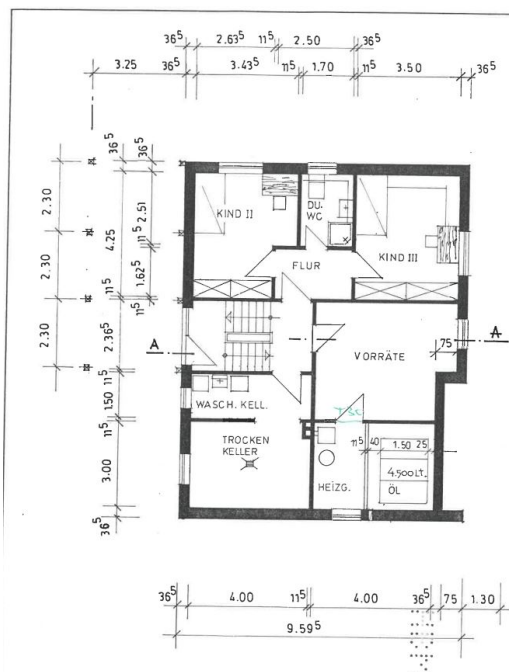 36⁵ 2.63⁵ 11⁵ 2.50 36⁵
3.25 36⁵ 3.43⁵ 11⁵ 1.70 11⁵ 3.50 36⁵
36⁵ 36⁵
2.30 4.25 2.51
11⁵
2.30 1.62⁵
11⁵ 11⁵
2.30 2.36⁵
11⁵
1.50
11⁵
3.00
36⁵
KIND II
DU.
WC
KIND III
FLUR
A
A
75
VORRÄTE
WASCH. KELL.
TROCKEN
KELLER
11⁵ 40 1.50 25
HEIZG.
4.500 LT.
ÖL
36⁵ 4.00 11⁵ 4.00 36⁵ 75 1.30
9.59⁵